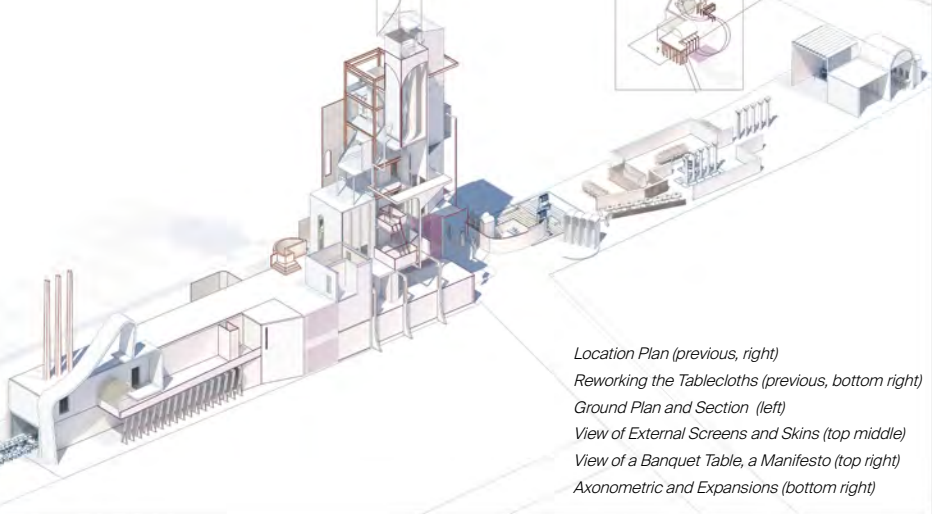 Location Plan (previous, right)
Reworking the Tablecloths (previous, bottom right)
Ground Plan and Section (left)
View of External Screens and Skins (top middle)
View of a Banquet Table, a Manifesto (top right)
Axonometric and Expansions (bottom right)